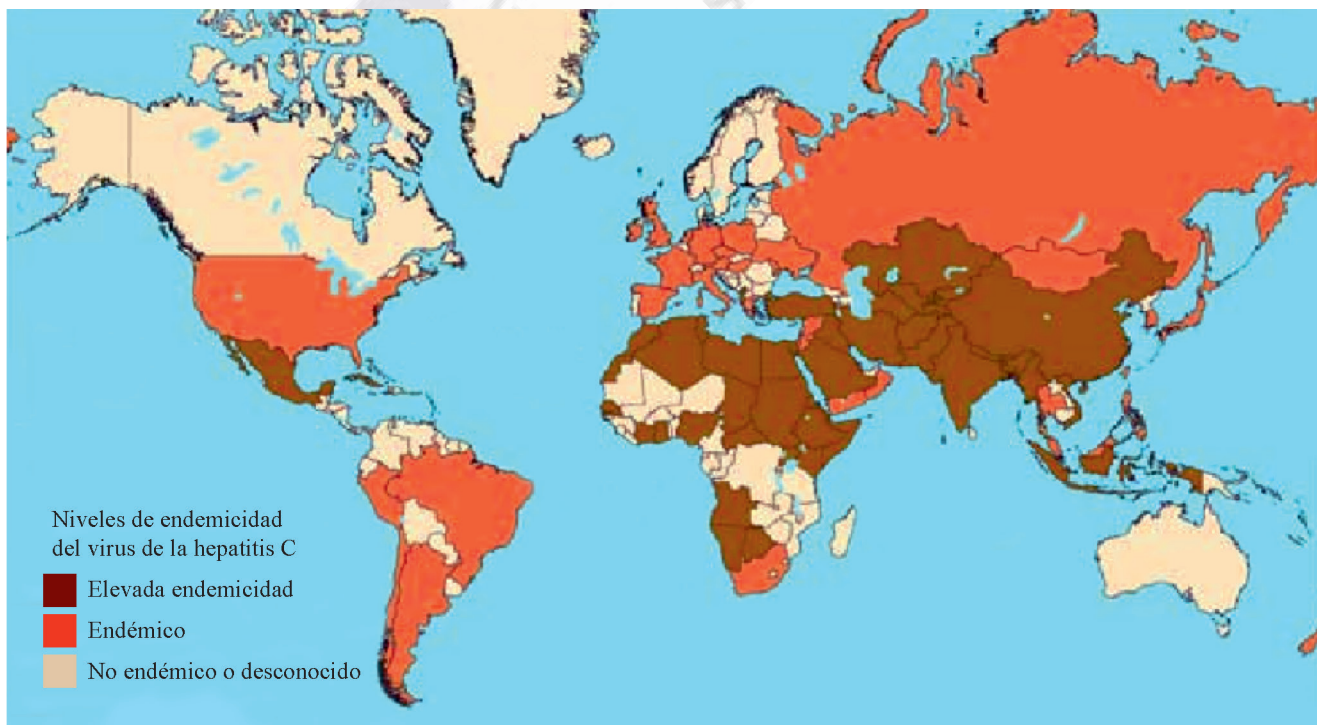 Niveles de endemicidad
del virus de la hepatitis C
Elevada endemicidad
Endémico
No endémico o desconocido